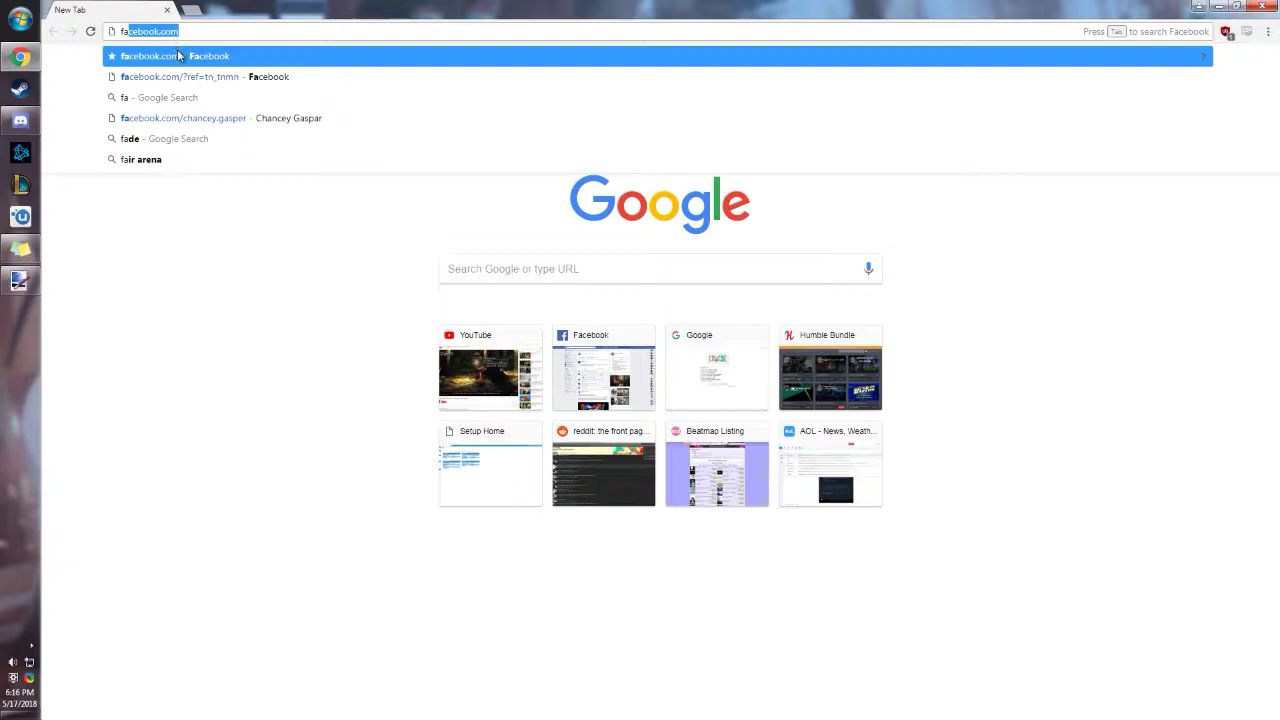 New Tab
facebook.com
Press Tab to search Facebook
facebook.com - Facebook
facebook.com/?ref=tn_tnmn - Facebook
fa - Google Search
facebook.com/chancey.gasper - Chancey Gaspar
fade - Google Search
fair arena
Google
Search Google or type URL
YouTube
Facebook
Google
Humble Bundle
Setup Home
reddit: the front pag...
Beatmap Listing
AOL - News, Weath...
6:16 PM
5/17/2018